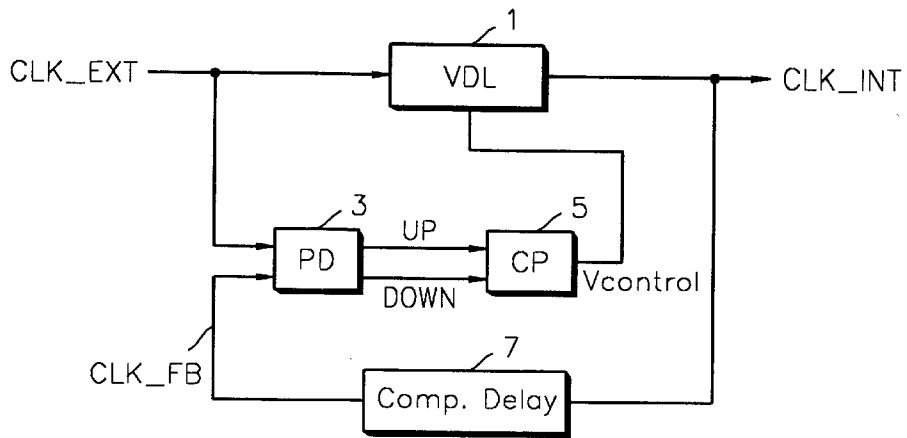 1
CLK_EXT
VDL
CLK_INT
3
UP
5
PD
CP
DOWN
Vcontrol
CLK_FB
7
Comp. Delay